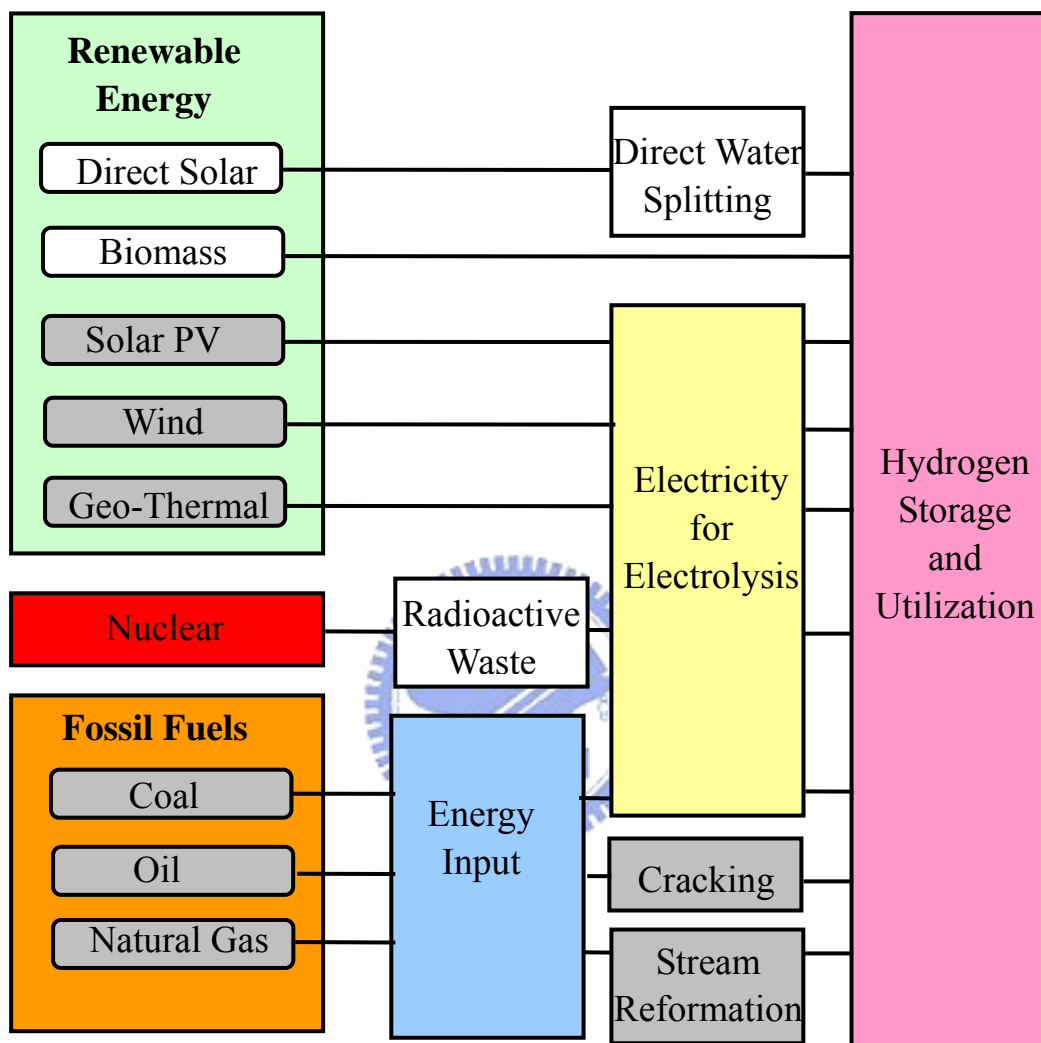 Renewable
Energy
Direct Solar
Biomass
Solar PV
Wind
Geo-Thermal
Nuclear
Fossil Fuels
Coal
Oil
Natural Gas
Radioactive
Waste
Energy
Input
Direct Water
Splitting
Electricity
for
Electrolysis
Cracking
Stream
Reformation
Hydrogen
Storage
and
Utilization